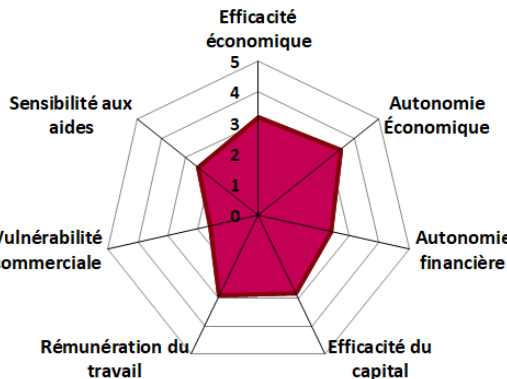 Efficacité
économique
5
4
3
2
1
0
Autonomie
Économique
Autonomie
financière
Efficacité du
capital
Rémunération du
travail
Vulnérabilité
commerciale
Sensibilité aux
aides